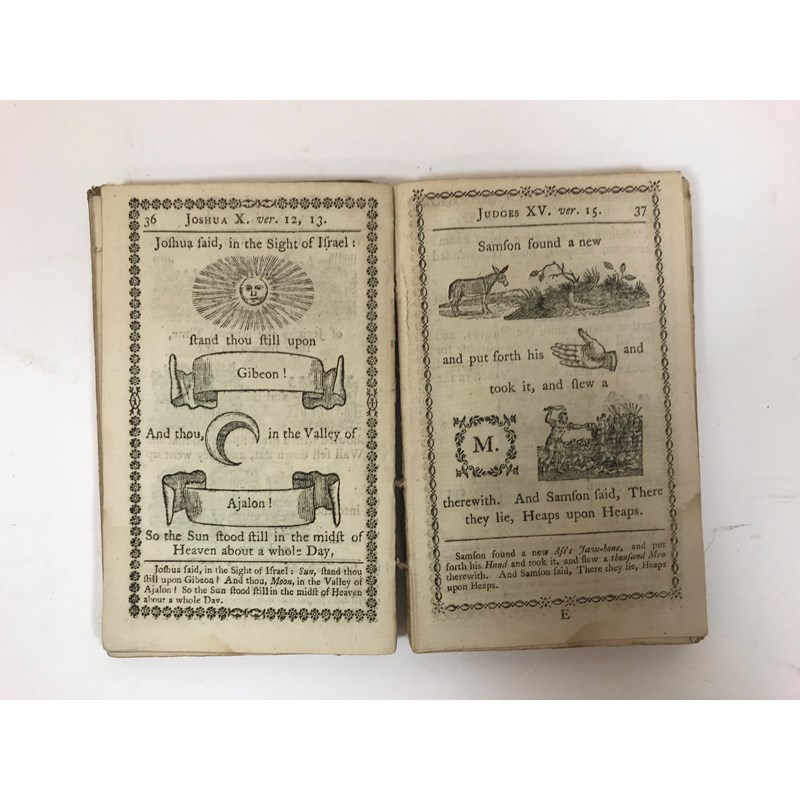 36 JOSHUA X. ver. 12, 13.
Joſhua ſaid, in the Sight of Iſrael:
ſtand thou ſtill upon
Gibeon!
And thou, in the Valley of
Ajalon!
So the Sun ſtood ſtill in the midſt of
Heaven about a whole Day,
Joſhua ſaid, in the Sight of Iſrael: Sun, ſtand thou
ſtill upon Gibeon! And thou, Moon, in the Valley of
Ajalon! So the Sun ſtood ſtill in the midſt of Heaven
about a whole Day.
JUDGES XV. ver. 15. 37
Samſon found a new
and put forth his and
took it, and ſlew a
M.
therewith. And Samſon ſaid, There
they lie, Heaps upon Heaps.
Samſon found a new Aſs's Jaw-bone, and put
forth his Hand and took it, and ſlew a thouſand Men
therewith. And Samſon ſaid, There they lie, Heaps
upon Heaps.
E